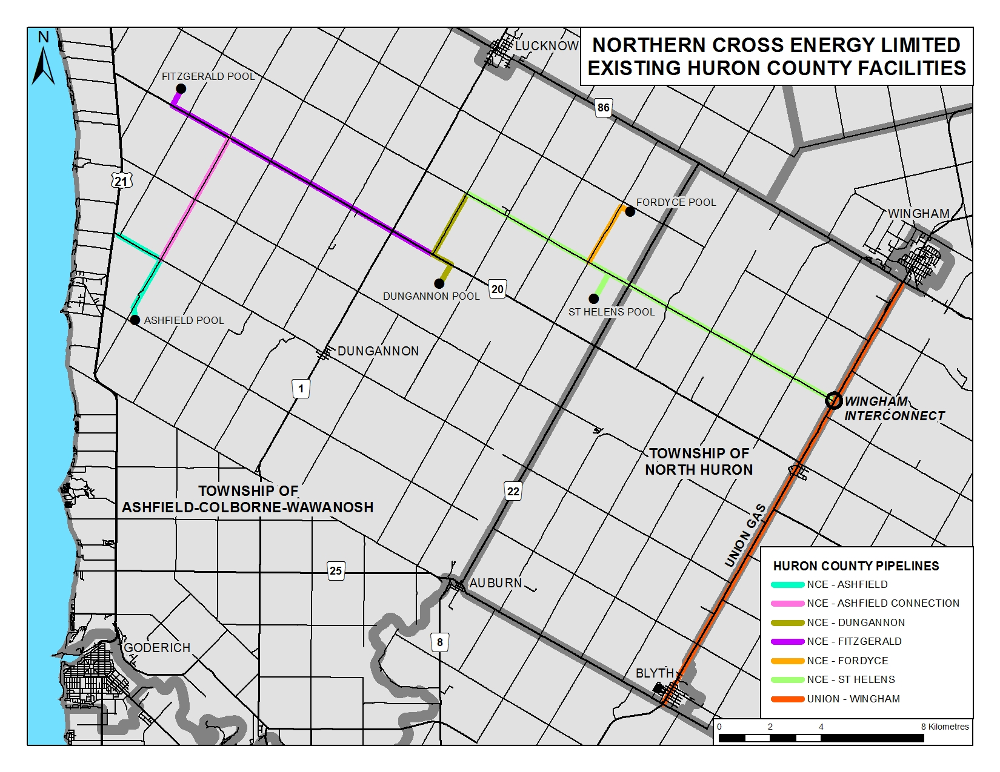 N
LUCKNOW
NORTHERN CROSS ENERGY LIMITED
EXISTING HURON COUNTY FACILITIES
FITZGERALD POOL
86
21
FORDYCE POOL
WINGHAM
20
DUNGANNON POOL
ST HELENS POOL
ASHFIELD POOL
DUNGANNON
1
WINGHAM
INTERCONNECT
TOWNSHIP OF
NORTH HURON
TOWNSHIP OF
ASHFIELD-COLBORNE-WAWANOSH
22
UNION GAS
25
AUBURN
HURON COUNTY PIPELINES
NCE - ASHFIELD
NCE - ASHFIELD CONNECTION
NCE - DUNGANNON
NCE - FITZGERALD
NCE - FORDYCE
NCE - ST HELENS
UNION - WINGHAM
8
GODERICH
BLYTH
0 2 4 8 Kilometres